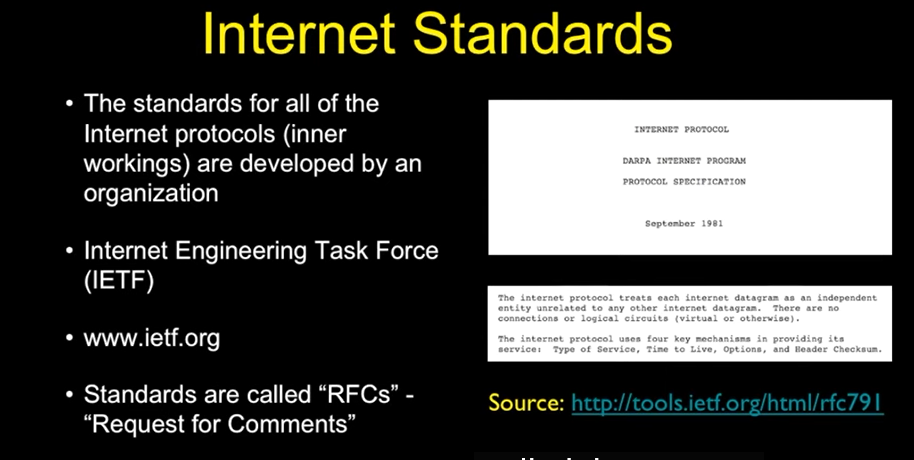 Internet Standards
• The standards for all of the
Internet protocols (inner
workings) are developed by an
organization
• Internet Engineering Task Force
(IETF)
• www.ietf.org
• Standards are called “RFCs” -
“Request for Comments”
INTERNET PROTOCOL
DARPA INTERNET PROGRAM
PROTOCOL SPECIFICATION
September 1981
The internet protocol treats each internet datagram as an independent
entity unrelated to any other internet datagram. There are no
connections or logical circuits (virtual or otherwise).
The internet protocol uses four key mechanisms in providing its
service: Type of Service, Time to Live, Options, and Header Checksum.
Source: http://tools.ietf.org/html/rfc791